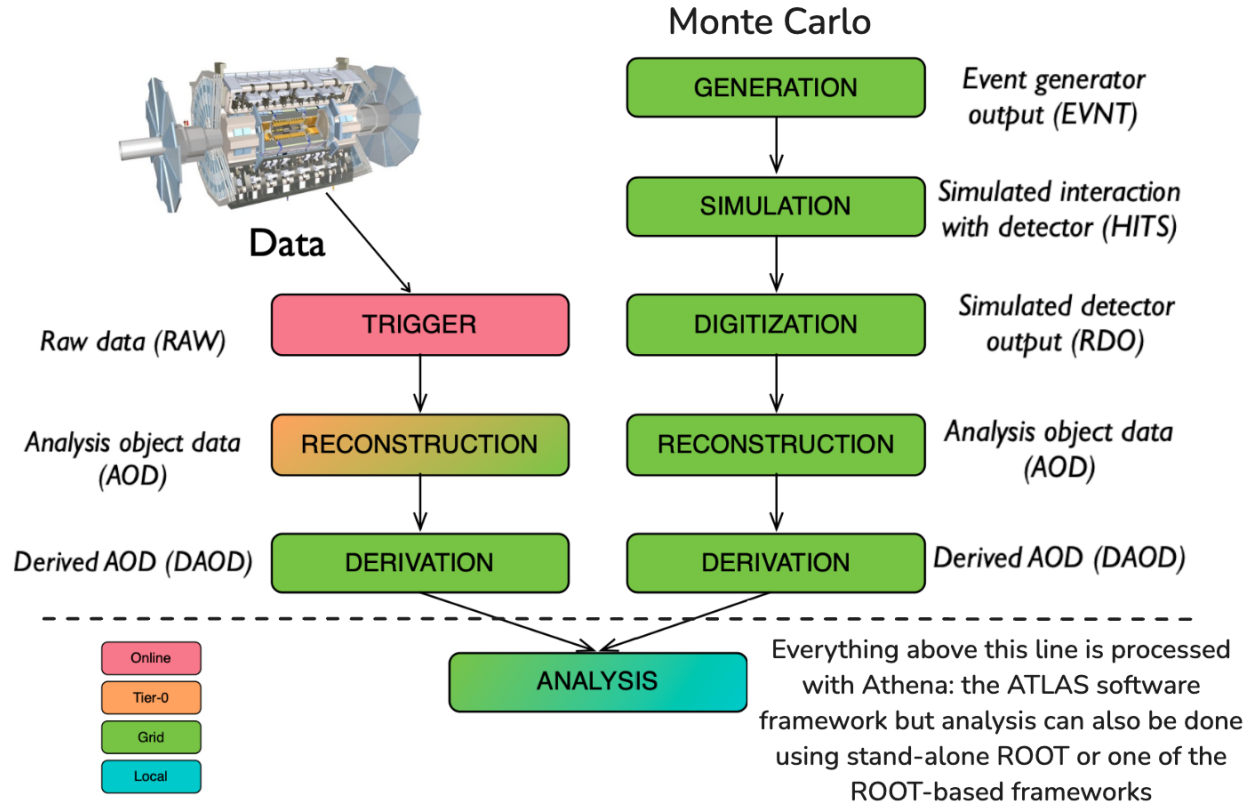 Monte Carlo
GENERATION
Event generator
output (EVNT)
SIMULATION
Simulated interaction
with detector (HITS)
Data
TRIGGER
Raw data (RAW)
DIGITIZATION
Simulated detector
output (RDO)
RECONSTRUCTION
Analysis object data
(AOD)
RECONSTRUCTION
Analysis object data
(AOD)
Derived AOD (DAOD)
DERIVATION
DERIVATION
Derived AOD (DAOD)
ANALYSIS
Online
Tier-0
Grid
Local
Everything above this line is processed
with Athena: the ATLAS software
framework but analysis can also be done
using stand-alone ROOT or one of the
ROOT-based frameworks